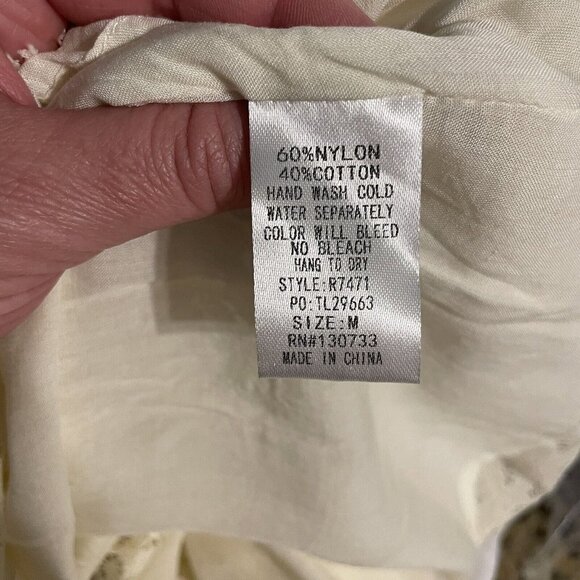 60%NYLON
40%COTTON
HAND WASH COLD
WATER SEPARATELY
COLOR WILL BLEED
NO BLEACH
HANG TO DRY
STYLE:R7471
PO:TL29663
SIZE:M
RN#130733
MADE IN CHINA